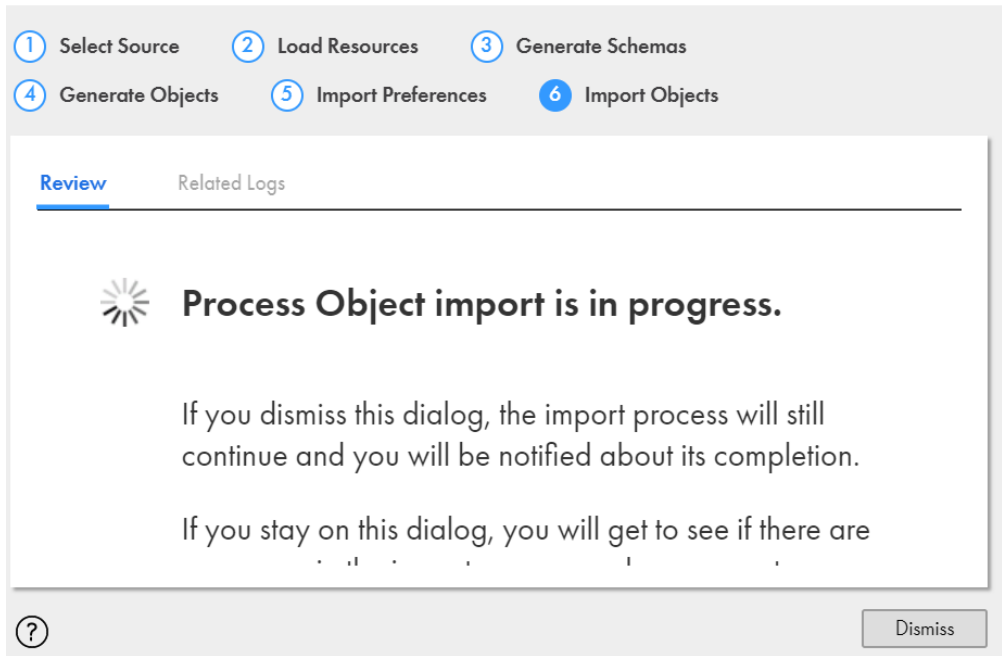 1 Select Source 2 Load Resources 3 Generate Schemas
4 Generate Objects 5 Import Preferences 6 Import Objects
Review Related Logs
Process Object import is in progress.
If you dismiss this dialog, the import process will still
continue and you will be notified about its completion.
If you stay on this dialog, you will get to see if there are
? Dismiss